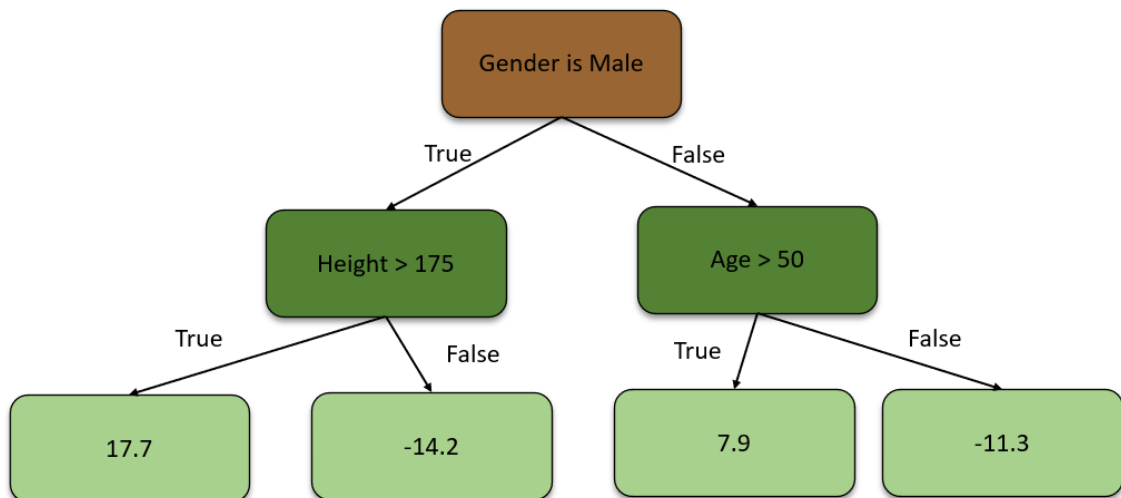 Gender is Male
True
False
Height > 175
Age > 50
True
False
True
False
17.7
-14.2
7.9
-11.3